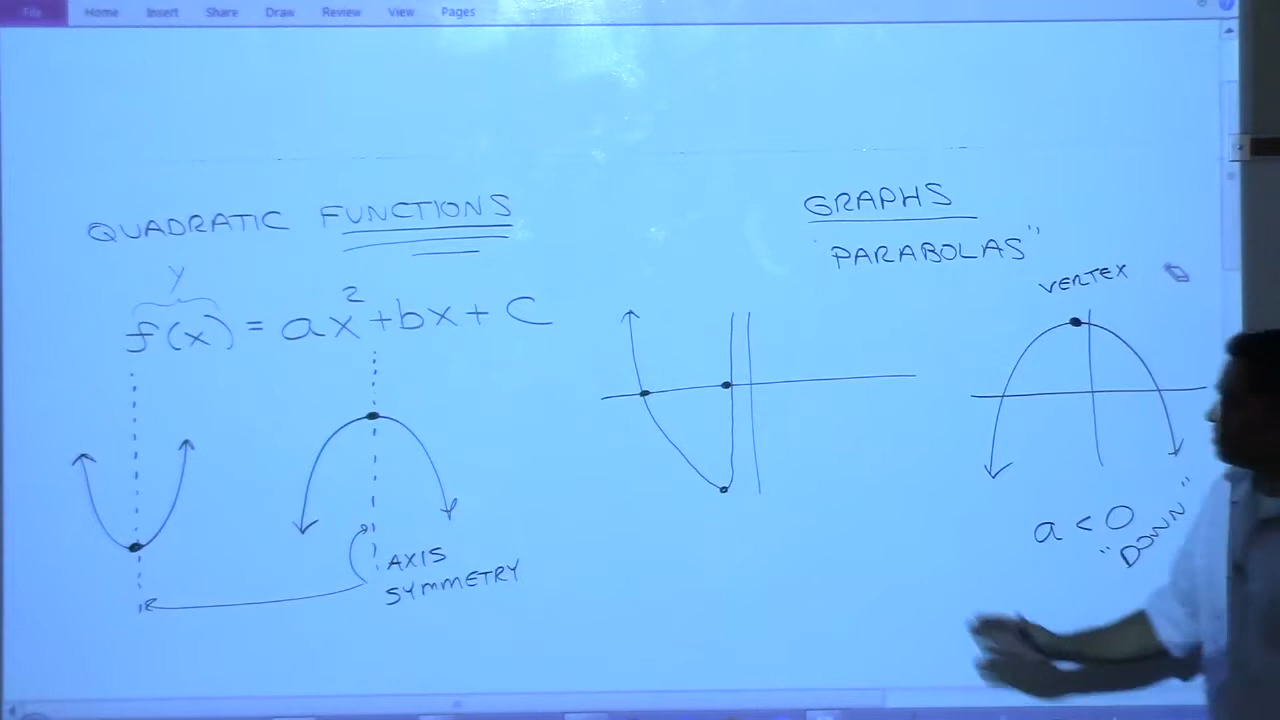 File Home Insert Share Draw Review View Pages
QUADRATIC FUNCTIONS
y
f(x) = ax²+bx+c
AXIS
SYMMETRY
GRAPHS
"PARABOLAS"
VERTEX
a<0
"DOWN"